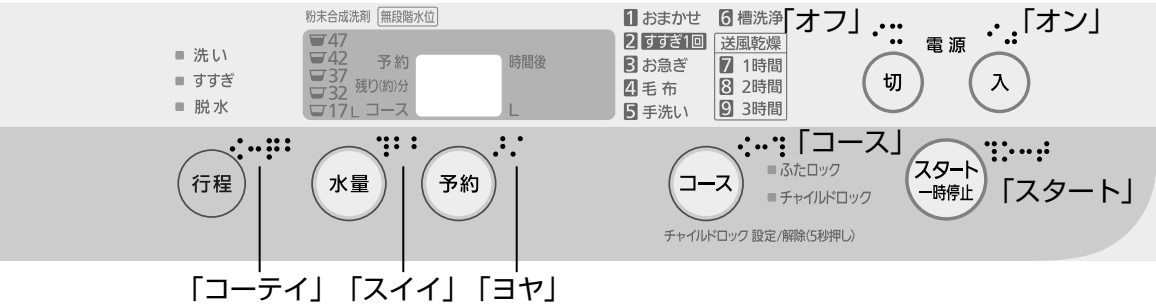 粉末合成洗剤 無段階水位
洗い
すすぎ
脱水
47
42
37
32
17L
予約
残り(約)分
コース
時間後
L
1 おまかせ
2 すすぎ1回
3 お急ぎ
4 毛布
5 手洗い
6 槽洗浄
送風乾燥
7 1時間
8 2時間
9 3時間
「オフ」
電源
「オン」
切
入
行程
水量
予約
コース
「コース」
ふたロック
チャイルドロック
チャイルドロック 設定/解除(5秒押し)
スタート
一時停止
「スタート」
「コーテイ」 「スイイ」 「ヨヤ」